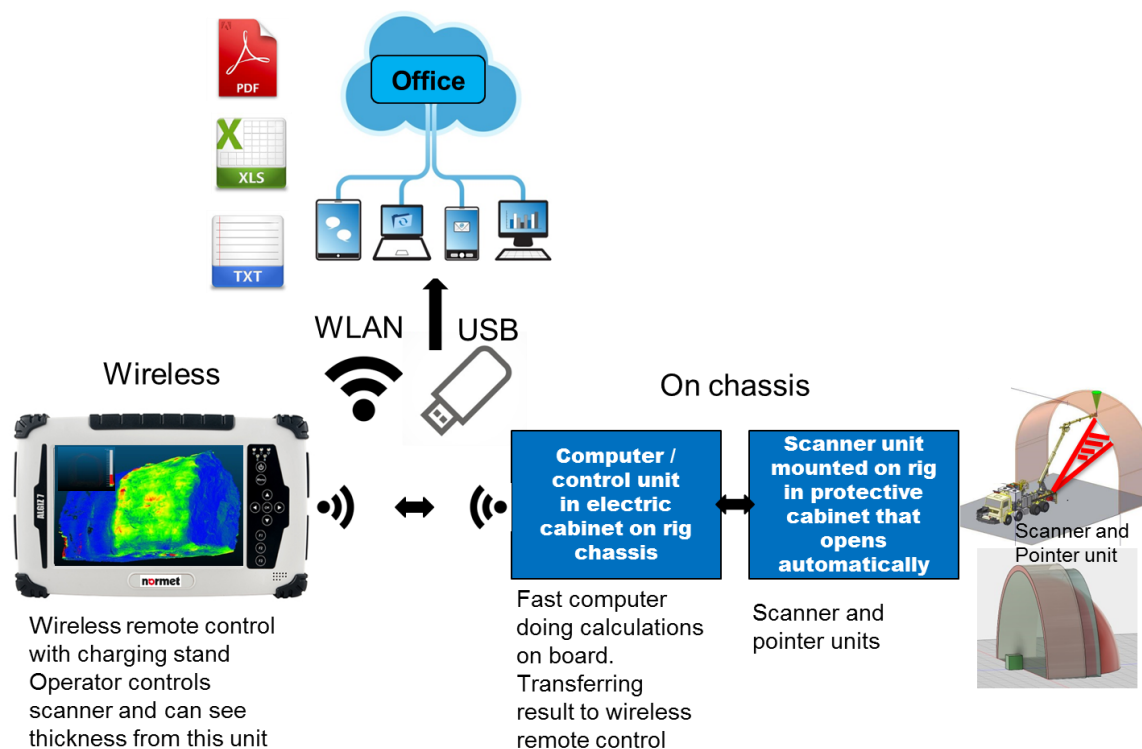 PDF
Office
XLS
TXT
WLAN
USB
Wireless
On chassis
ALGIZ 7
normet
Computer /
control unit
in electric
cabinet on rig
chassis
Scanner unit
mounted on rig
in protective
cabinet that
opens
automatically
Scanner and
Pointer unit
Wireless remote control
with charging stand
Operator controls
scanner and can see
thickness from this unit
Fast computer
doing calculations
on board.
Transferring
result to wireless
remote control
Scanner and
pointer units